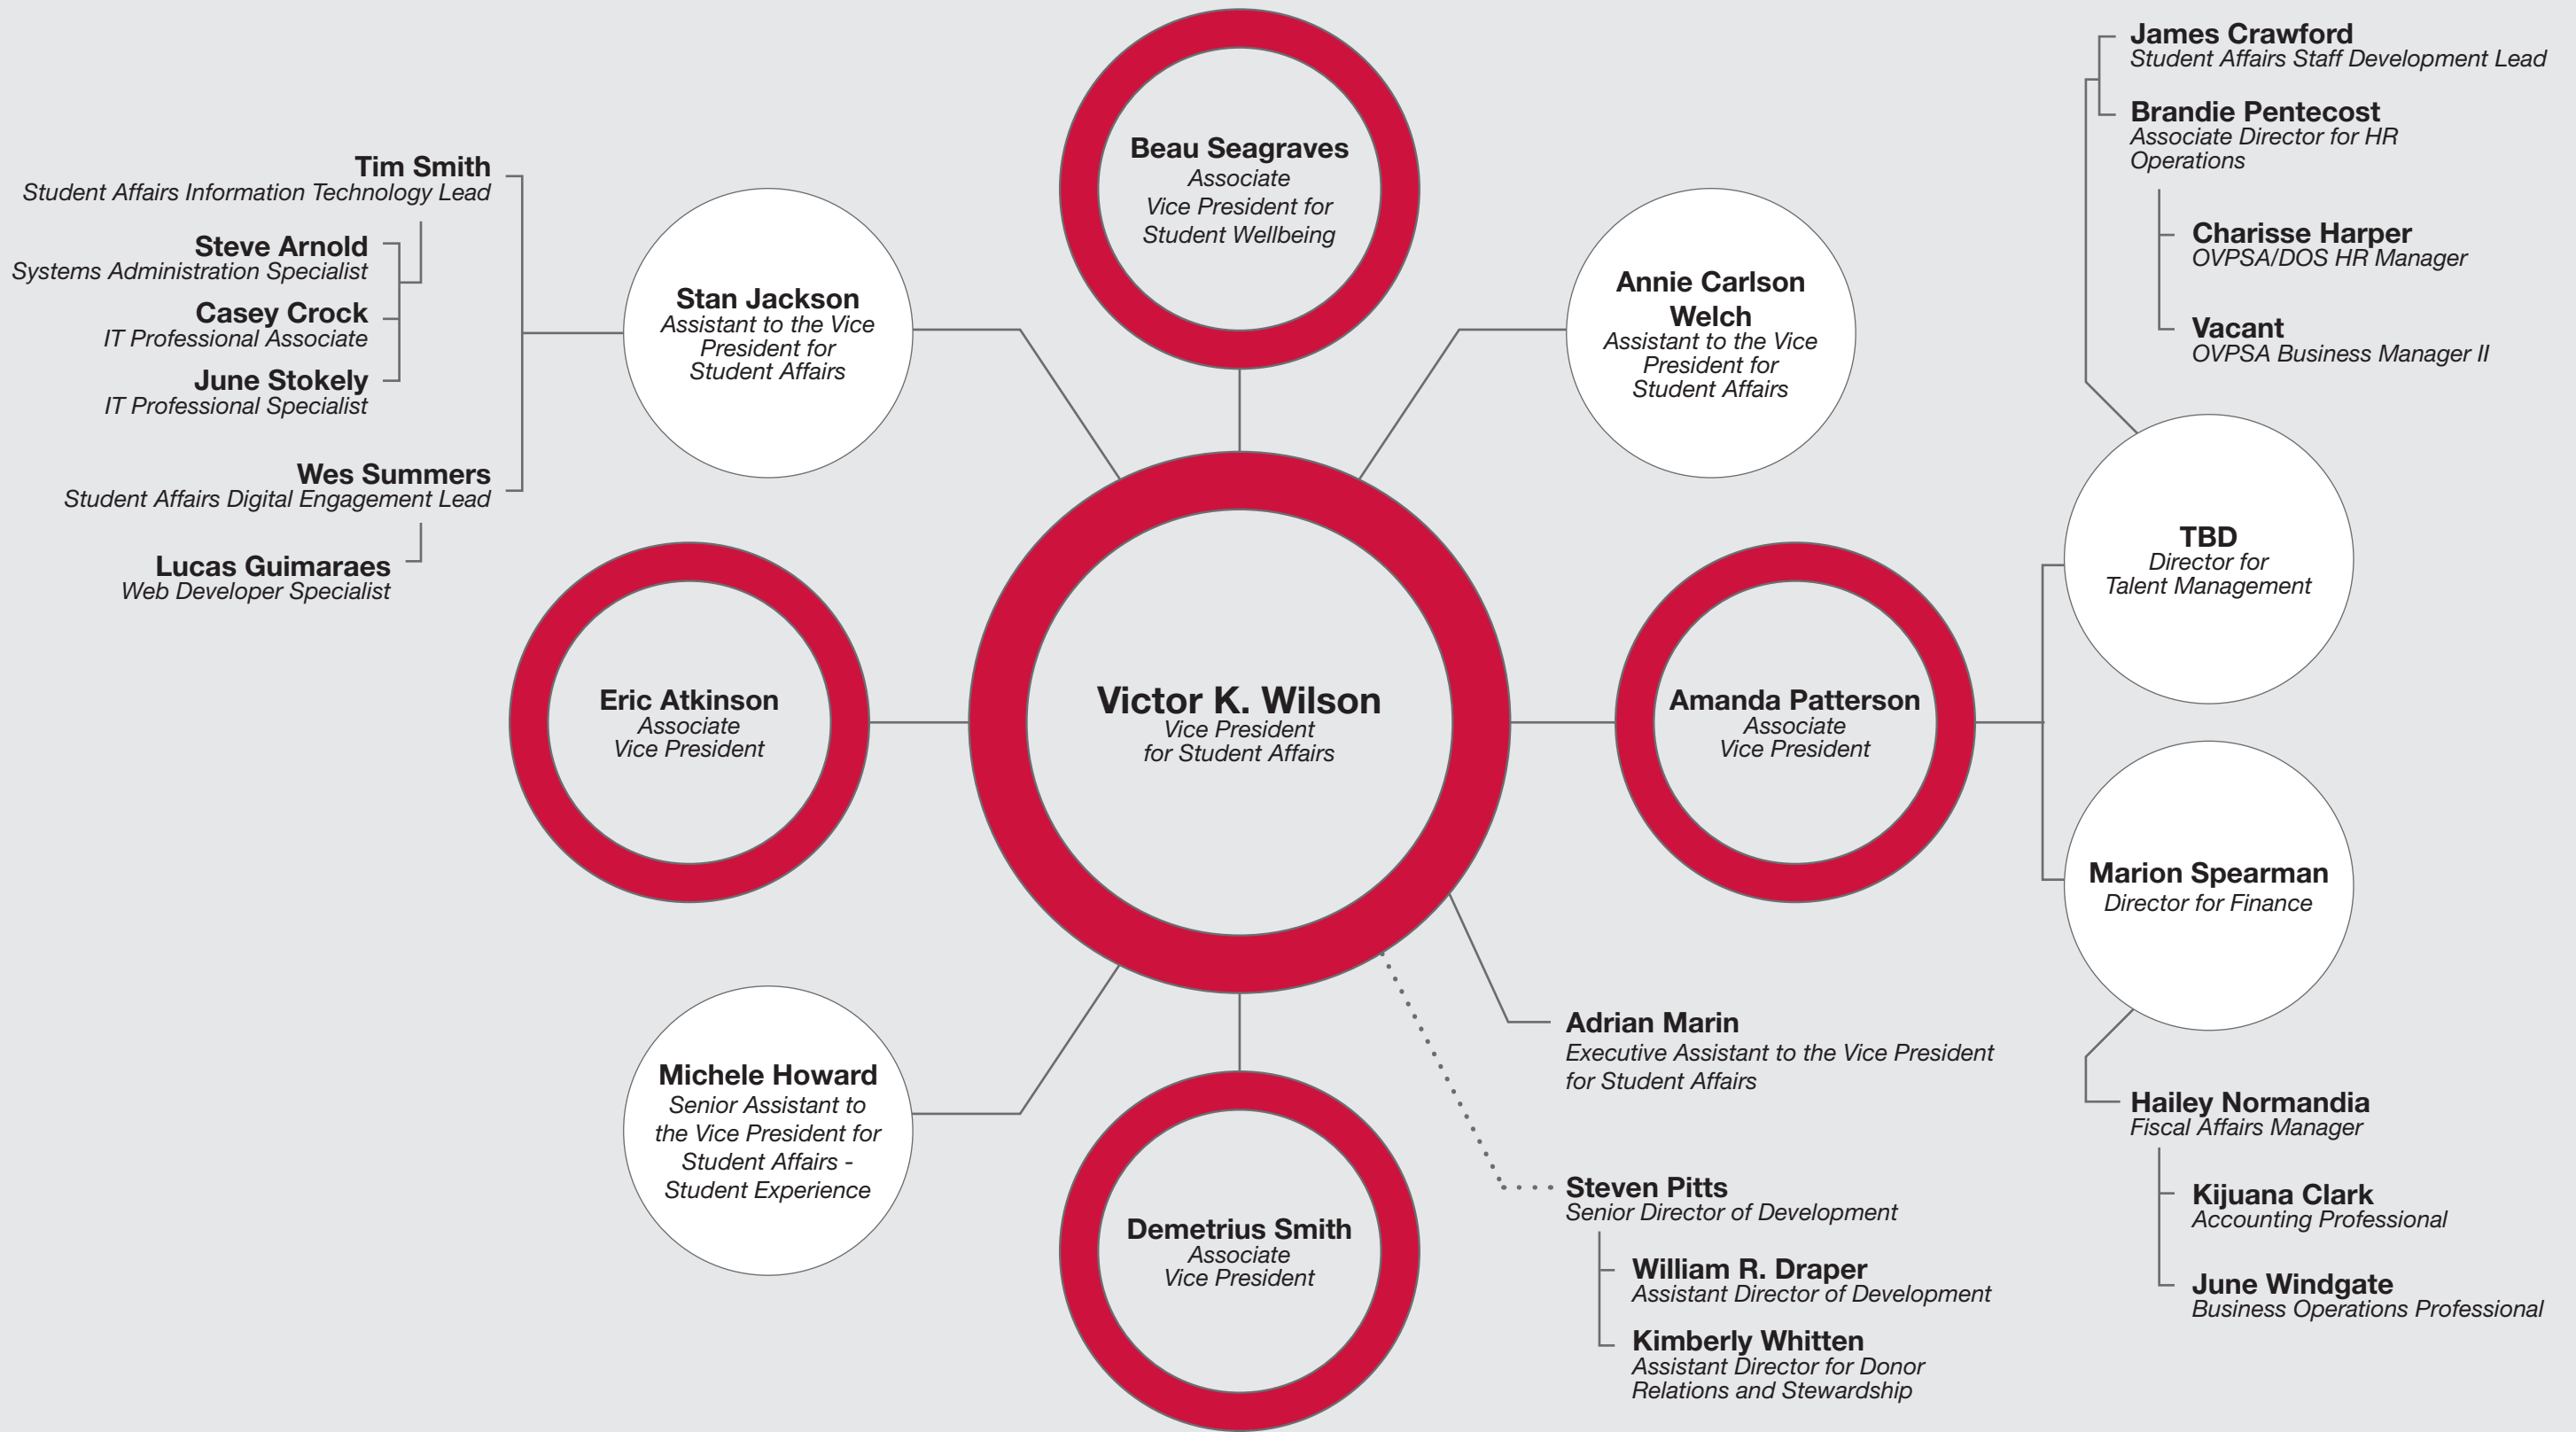 Tim Smith
Student Affairs Information Technology Lead
Steve Arnold
Systems Administration Specialist
Casey Crock
IT Professional Associate
June Stokely
IT Professional Specialist
Wes Summers
Student Affairs Digital Engagement Lead
Lucas Guimaraes
Web Developer Specialist
Stan Jackson
Assistant to the Vice
President for
Student Affairs
Beau Seagraves
Associate
Vice President for
Student Wellbeing
Annie Carlson
Welch
Assistant to the Vice
President for
Student Affairs
James Crawford
Student Affairs Staff Development Lead
Brandie Pentecost
Associate Director for HR
Operations
Charisse Harper
OVPSA/DOS HR Manager
Vacant
OVPSA Business Manager II
TBD
Director for
Talent Management
Eric Atkinson
Associate
Vice President
Victor K. Wilson
Vice President
for Student Affairs
Amanda Patterson
Associate
Vice President
Marion Spearman
Director for Finance
Michele Howard
Senior Assistant to
the Vice President for
Student Affairs -
Student Experience
Demetrius Smith
Associate
Vice President
Adrian Marin
Executive Assistant to the Vice President
for Student Affairs
Steven Pitts
Senior Director of Development
William R. Draper
Assistant Director of Development
Kimberly Whitten
Assistant Director for Donor
Relations and Stewardship
Hailey Normandia
Fiscal Affairs Manager
Kijuana Clark
Accounting Professional
June Windgate
Business Operations Professional